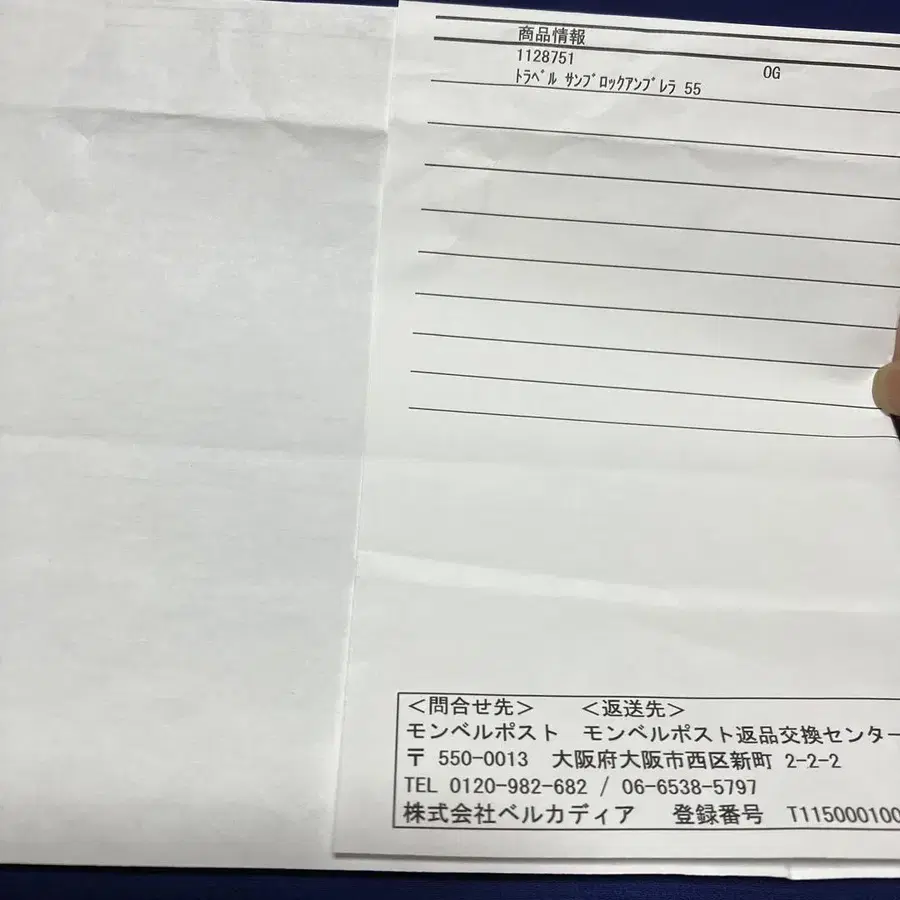 商品情報
1128751 OG
ﾄﾗﾍﾞﾙ ｻﾝﾌﾞﾛｯｸｱﾝﾌﾞﾚﾗ 55
＜問合せ先＞ ＜返送先＞
モンベルポスト モンベルポスト返品交換センター
〒 550-0013 大阪府大阪市西区新町 2-2-2
TEL 0120-982-682 / 06-6538-5797
株式会社ベルカディア 登録番号 T115000100